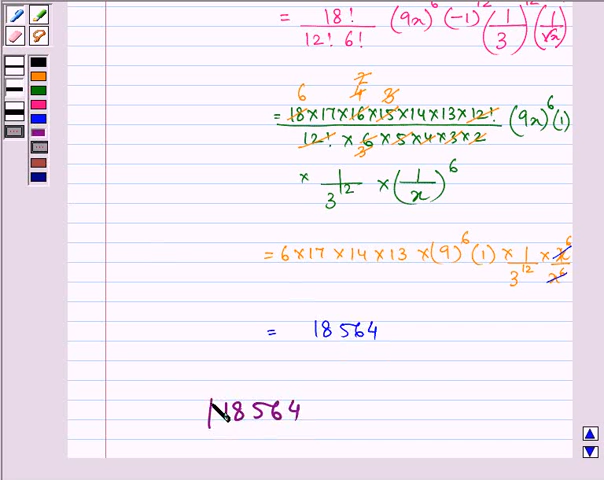 = 18! / 12! 6! (9x)^6 (-1)^12 (1/3)^12 (1/√x)
6 2 4 3
= 18×17×16×15×14×13×12! / 12! × 6×5×4×3×2 (9x)^6 (1)
3
× 1/3^12 × (1/x)^6
= 6×17×14×13×(9)^6 (1) × 1/3^12 × x^6/x^6
= 18564
18564